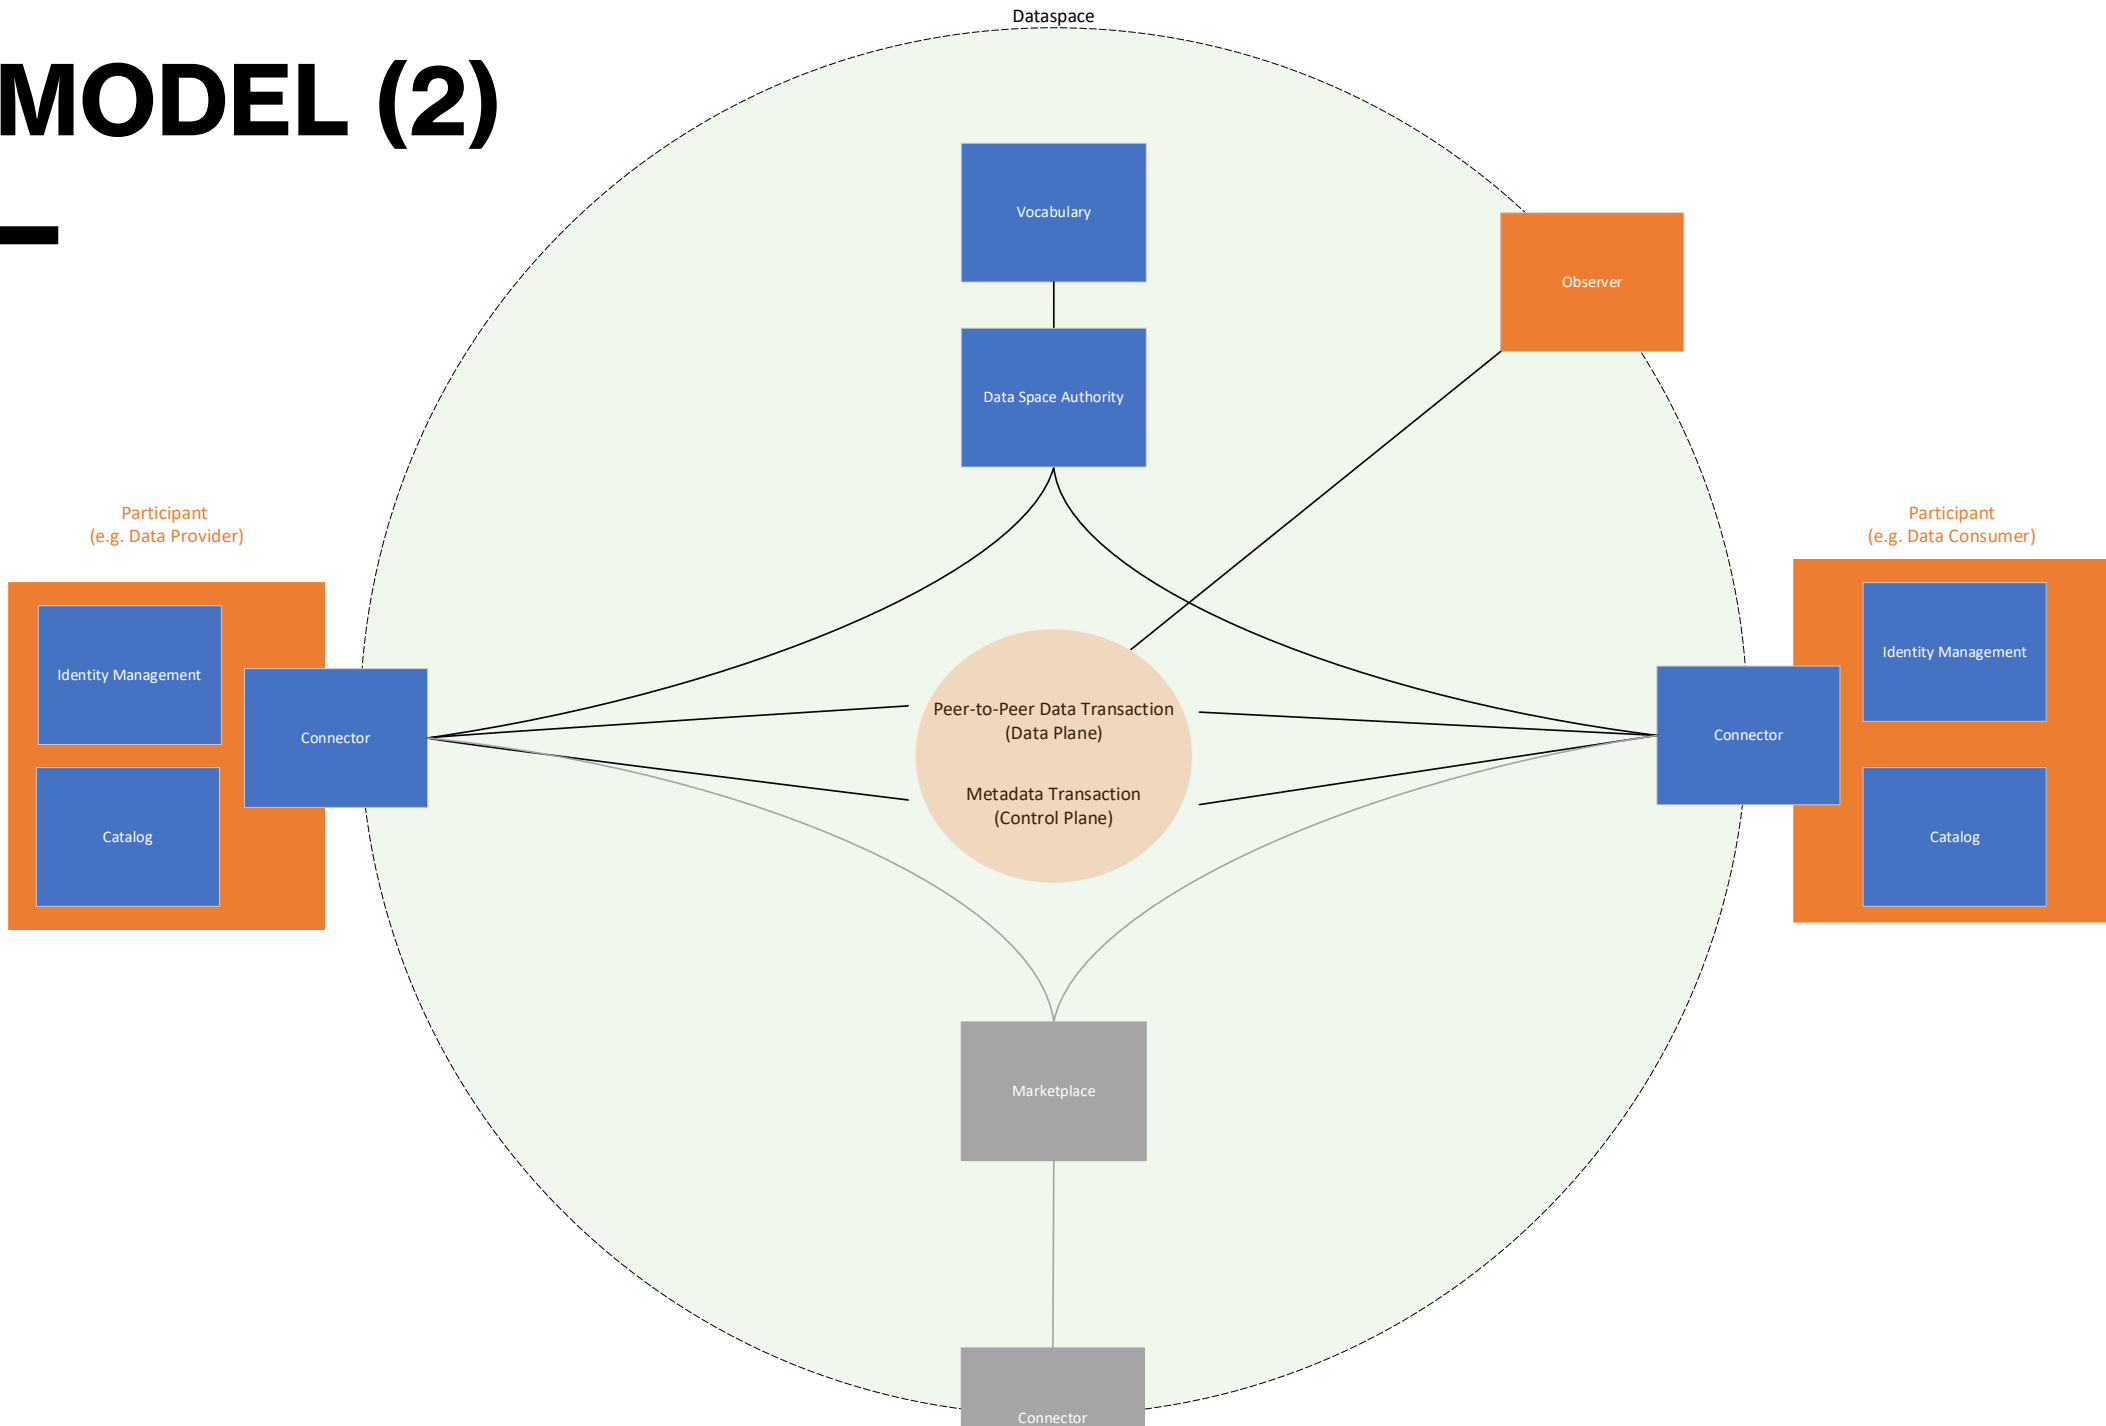 Dataspace
MODEL (2)
Vocabulary
Observer
Data Space Authority
Participant
(e.g. Data Provider)
Participant
(e.g. Data Consumer)
Identity Management
Connector
Catalog
Peer-to-Peer Data Transaction
(Data Plane)
Metadata Transaction
(Control Plane)
Identity Management
Connector
Catalog
Marketplace
Connector